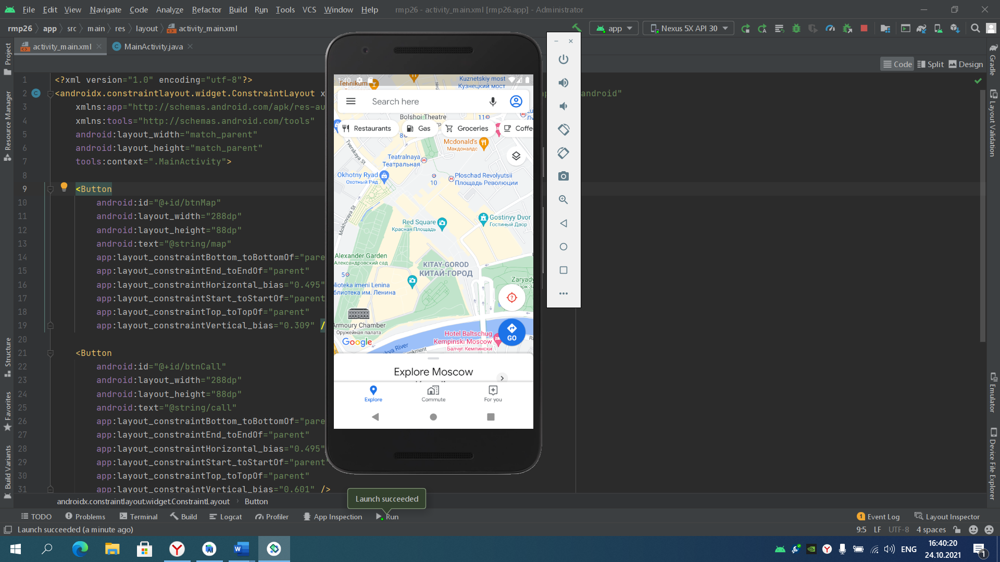 File Edit View Navigate Code Analyze Refactor Build Run Tools VCS Window Help
rmp26 - activity_main.xml [rmp26.app] - Administrator
rmp26 app src main res layout activity_main.xml
app Nexus 5X API 30
activity_main.xml MainActivity.java
Code Split Design
Project
Resource Manager
Structure
Favorites
Build Variants
Gradle
Layout Validation
Emulator
Device File Explorer
1 <?xml version="1.0" encoding="utf-8"?>
2 <androidx.constraintlayout.widget.ConstraintLayout x
android"
3 xmlns:app="http://schemas.android.com/apk/res-au
4 xmlns:tools="http://schemas.android.com/tools"
5 android:layout_width="match_parent"
6 android:layout_height="match_parent"
7 tools:context=".MainActivity">
8
9 <Button
10 android:id="@+id/btnMap"
11 android:layout_width="288dp"
12 android:layout_height="88dp"
13 android:text="@string/map"
14 app:layout_constraintBottom_toBottomOf="pare
15 app:layout_constraintEnd_toEndOf="parent"
16 app:layout_constraintHorizontal_bias="0.495"
17 app:layout_constraintStart_toStartOf="parent
18 app:layout_constraintTop_toTopOf="parent"
19 app:layout_constraintVertical_bias="0.309" /
20
21 <Button
22 android:id="@+id/btnCall"
23 android:layout_width="288dp"
24 android:layout_height="88dp"
25 android:text="@string/call"
26 app:layout_constraintBottom_toBottomOf="pare
27 app:layout_constraintEnd_toEndOf="parent"
28 app:layout_constraintHorizontal_bias="0.495"
29 app:layout_constraintStart_toStartOf="parent"
30 app:layout_constraintTop_toTopOf="parent"
31 app:layout_constraintVertical_bias="0.601" />
1:40
Tehnikum
Kuznetskiy most
Кузнецкий мост
Search here
Bolshoi Theatre
11
Restaurants Gas Groceries Coffe
8
Mcdonald's
Макдоналдс
Tverskaya St
Teatralnaya
Театральная
Okhotny Ryad
Охотный Ряд
10
Ploschad Revolyutsii
Площадь Революции
Mokhovaya St
Red Square
Красная Площадь
Gostinyy Dvor
Гостиный Двор
Alexander Garden
Александровский сад
KITAY-GOROD
КИТАЙ-ГОРОД
5
Zaryady
lioteka imeni Lenina
блиотека им. Ленина
Armoury Chamber
Оружейная палата
Hotel Baltschug
Kempinski Moscow
Балчуг Кемпински
GO
Google
kva River
nkment
Explore Moscow
Explore Commute For you
Launch succeeded
androidx.constraintlayout.widget.ConstraintLayout Button
TODO Problems Terminal Build Logcat Profiler App Inspection Run
1 Event Log Layout Inspector
Launch succeeded (a minute ago)
9:5 LF UTF-8 4 spaces
ENG
16:40:20
24.10.2021
1